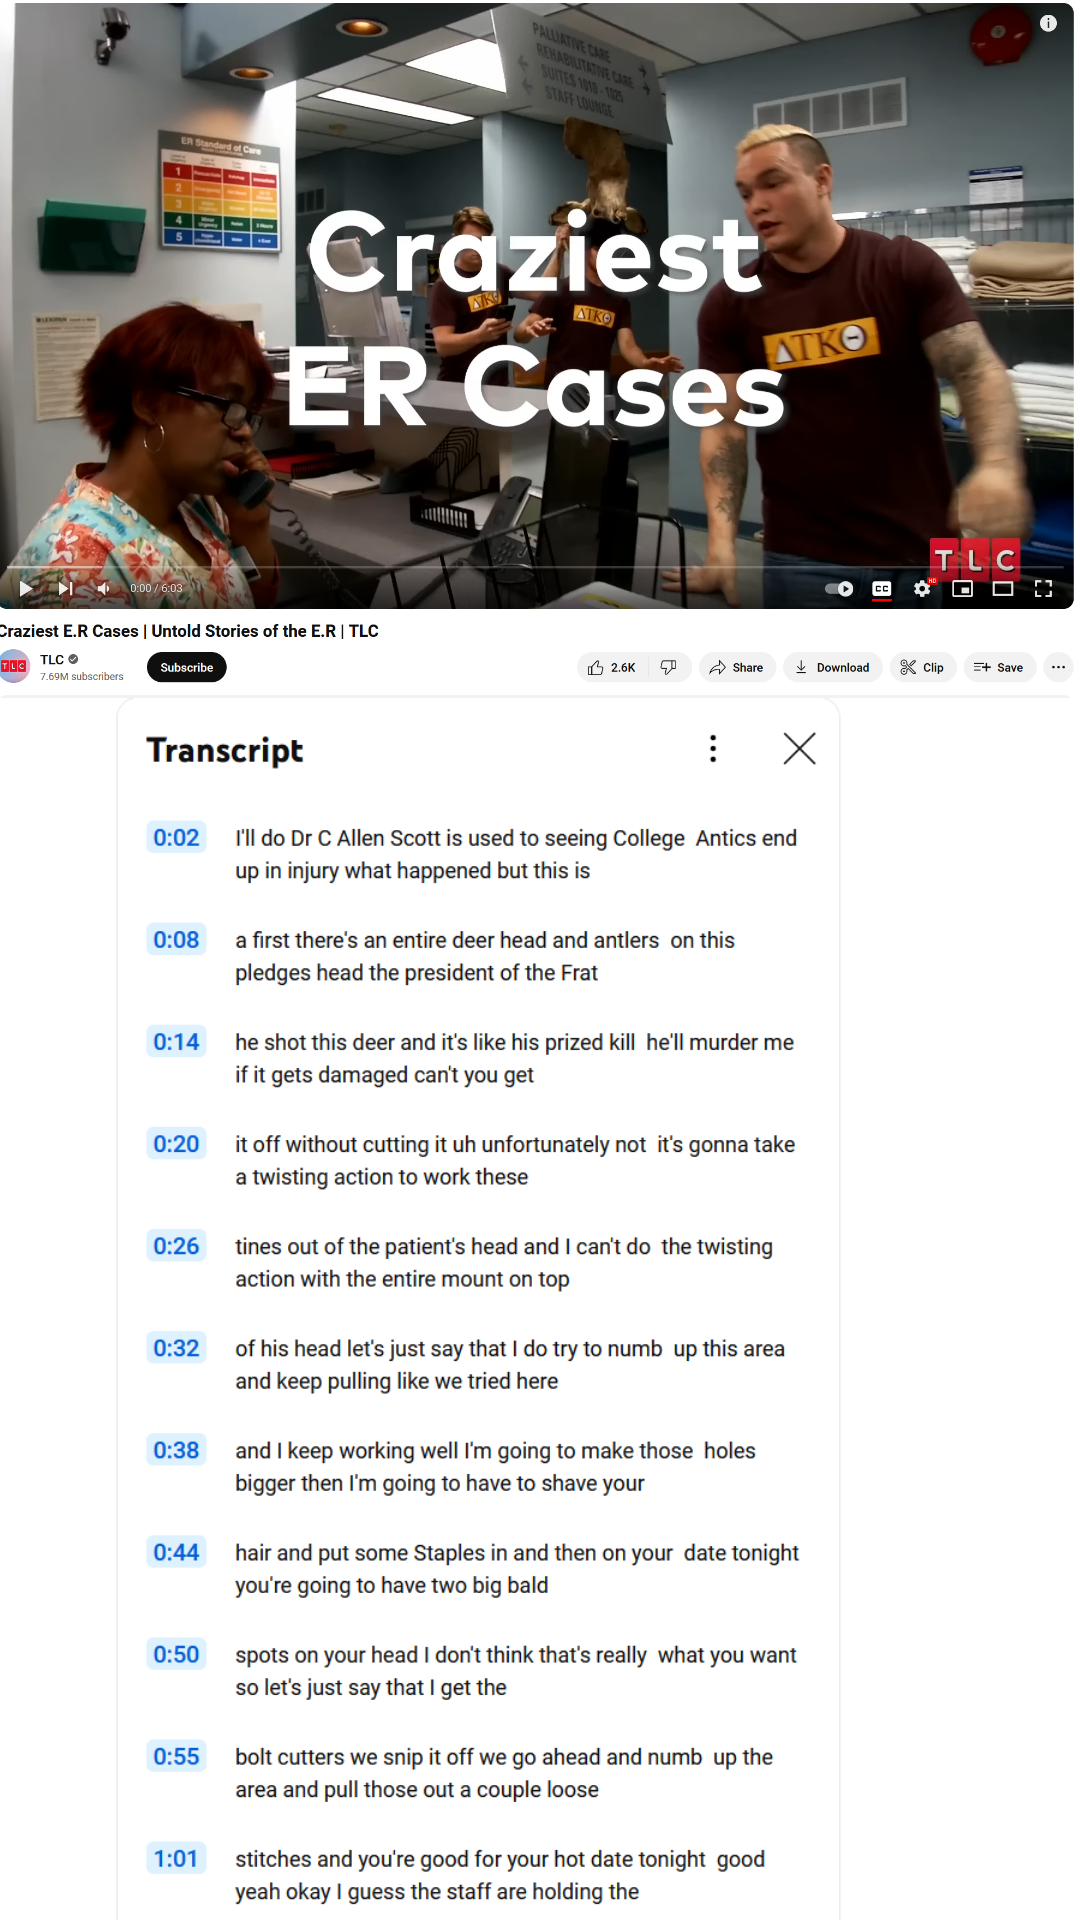 PALLIATIVE CARE
REHABILITATIVE CARE
SUITES 1010 - 1025
STAFF LOUNGE
ER Standard of Care
1
2
3
4
5
Craziest
ER Cases
ΔTKΘ
TLC
0:00 / 6:03
CC
HD
Craziest E.R Cases | Untold Stories of the E.R | TLC
TLC
TLC
7.69M subscribers
Subscribe
2.6K
Share
Download
Clip
Save
Transcript
0:02
I'll do Dr C Allen Scott is used to seeing College Antics end
up in injury what happened but this is
0:08
a first there's an entire deer head and antlers on this
pledges head the president of the Frat
0:14
he shot this deer and it's like his prized kill he'll murder me
if it gets damaged can't you get
0:20
it off without cutting it uh unfortunately not it's gonna take
a twisting action to work these
0:26
tines out of the patient's head and I can't do the twisting
action with the entire mount on top
0:32
of his head let's just say that I do try to numb up this area
and keep pulling like we tried here
0:38
and I keep working well I'm going to make those holes
bigger then I'm going to have to shave your
0:44
hair and put some Staples in and then on your date tonight
you're going to have two big bald
0:50
spots on your head I don't think that's really what you want
so let's just say that I get the
0:55
bolt cutters we snip it off we go ahead and numb up the
area and pull those out a couple loose
1:01
stitches and you're good for your hot date tonight good
yeah okay I guess the staff are holding the